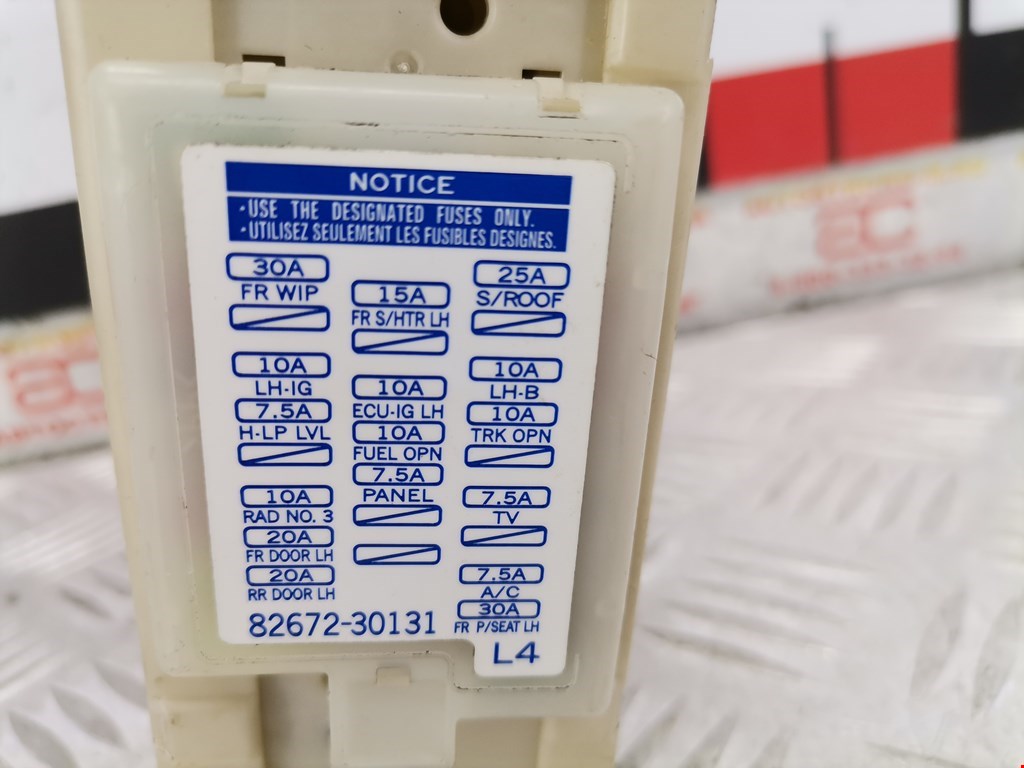 NOTICE
·USE THE DESIGNATED FUSES ONLY.
·UTILISEZ SEULEMENT LES FUSIBLES DESIGNES.
30A
FR WIP
10A
LH-IG
7.5A
H-LP LVL
10A
RAD NO. 3
20A
FR DOOR LH
20A
RR DOOR LH
15A
FR S/HTR LH
10A
ECU-IG LH
10A
FUEL OPN
7.5A
PANEL
25A
S/ROOF
10A
LH-B
10A
TRK OPN
7.5A
TV
7.5A
A/C
30A
FR P/SEAT LH
82672-30131
L4